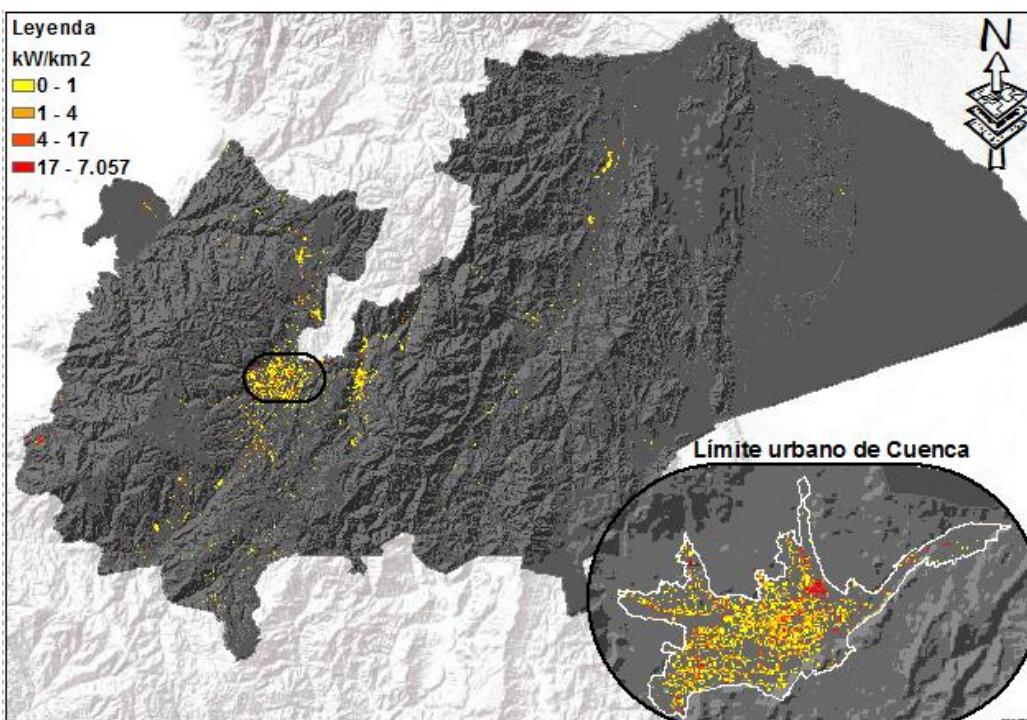 Leyenda
kW/km2
0 - 1
1 - 4
4 - 17
17 - 7.057
N
Límite urbano de Cuenca